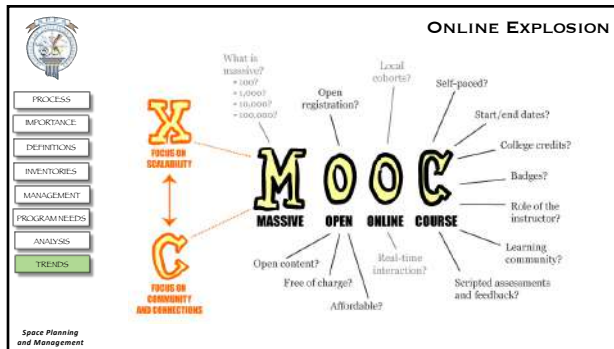 ONLINE EXPLOSION
PROCESS
IMPORTANCE
DEFINITIONS
INVENTORIES
MANAGEMENT
PROGRAM NEEDS
ANALYSIS
TRENDS
Space Planning
and Management
X
FOCUS ON
SCALABILITY
C
FOCUS ON
COMMUNITY
AND CONNECTIONS
What is
massive?
• 100?
• 1,000?
• 10,000?
• 100,000?
Open
registration?
Local
cohorts?
Self-paced?
Start/end dates?
College credits?
Badges?
Role of the
instructor?
Learning
community?
Scripted assessments
and feedback?
MOOC
MASSIVE OPEN ONLINE COURSE
Open content?
Free of charge?
Affordable?
Real-time
interaction?